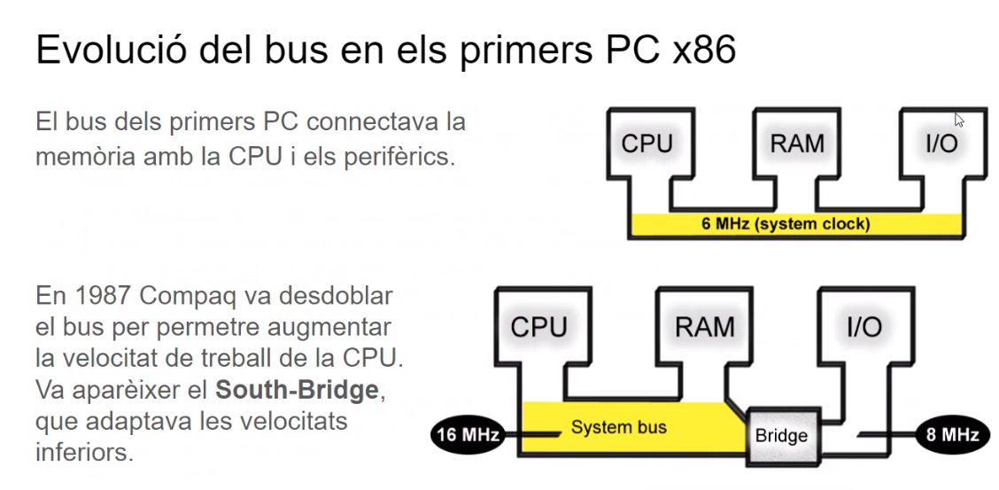 Evolució del bus en els primers PC x86
El bus dels primers PC connectava la
memòria amb la CPU i els perifèrics.
CPU
RAM
I/O
6 MHz (system clock)
En 1987 Compaq va desdoblar
el bus per permetre augmentar
la velocitat de treball de la CPU.
Va aparèixer el South-Bridge,
que adaptava les velocitats
inferiors.
CPU
RAM
I/O
16 MHz
System bus
Bridge
8 MHz